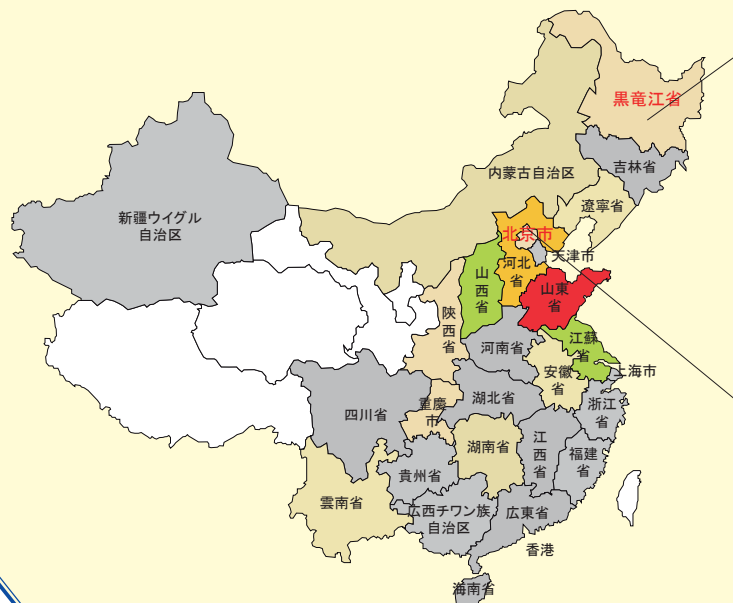 黒竜江省
吉林省
内蒙古自治区
遼寧省
新疆ウイグル
自治区
北京市
天津市
河北
省
山
西
省
山東
省
陝
西
省
河南省
江蘇
省
安徽
省
上海市
重慶
市
湖北省
浙江
省
四川省
湖南省
江
西
省
福建
省
貴州省
雲南省
広西チワン族
自治区
広東省
香港
海南省